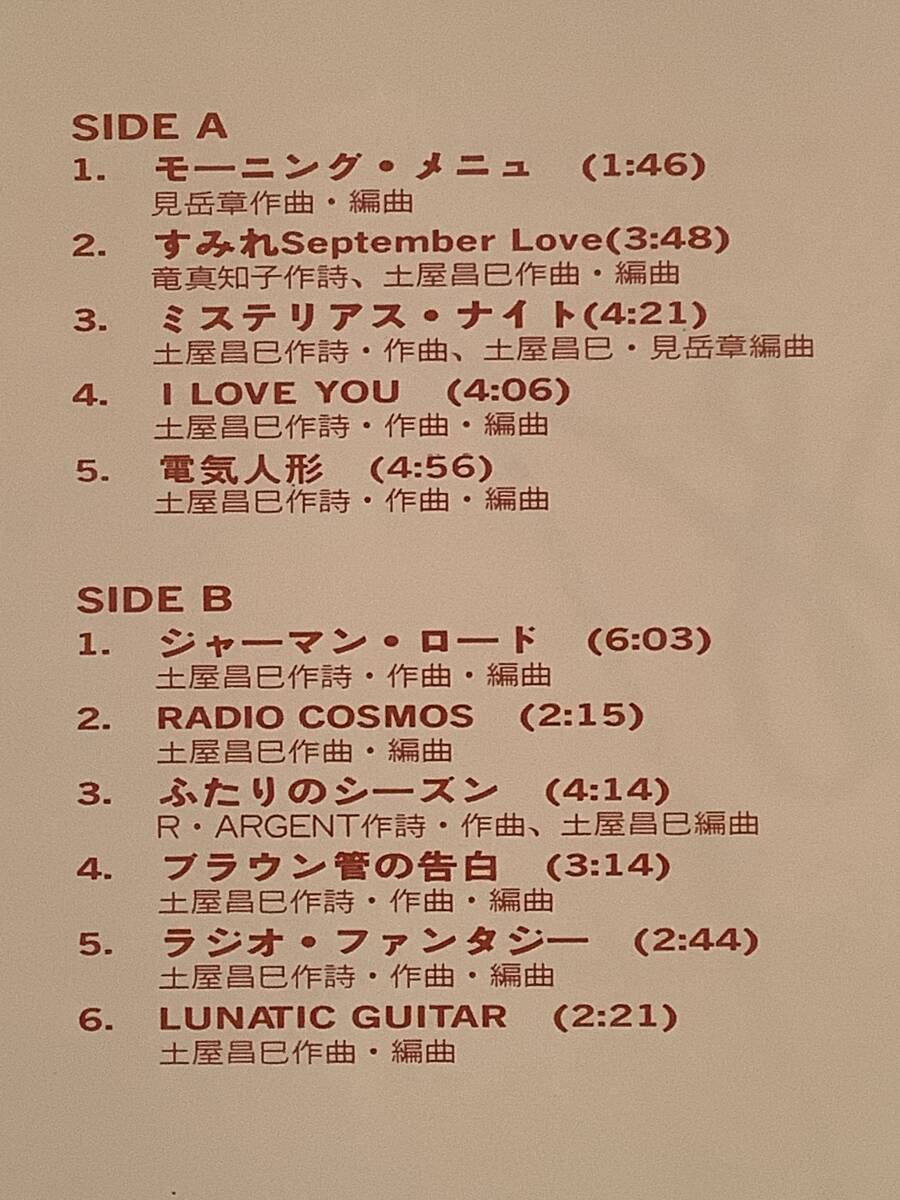 SIDE A
1. モーニング・メニュ (1:46)
見岳章作曲・編曲
2. すみれSeptember Love(3:48)
竜真知子作詩、土屋昌巳作曲・編曲
3. ミステリアス・ナイト(4:21)
土屋昌巳作詩・作曲、土屋昌巳・見岳章編曲
4. I LOVE YOU (4:06)
土屋昌巳作詩・作曲・編曲
5. 電気人形 (4:56)
土屋昌巳作詩・作曲・編曲
SIDE B
1. シャーマン・ロード (6:03)
土屋昌巳作詩・作曲・編曲
2. RADIO COSMOS (2:15)
土屋昌巳作曲・編曲
3. ふたりのシーズン (4:14)
R・ARGENT作詩・作曲、土屋昌巳編曲
4. ブラウン管の告白 (3:14)
土屋昌巳作詩・作曲・編曲
5. ラジオ・ファンタジー (2:44)
土屋昌巳作詩・作曲・編曲
6. LUNATIC GUITAR (2:21)
土屋昌巳作曲・編曲